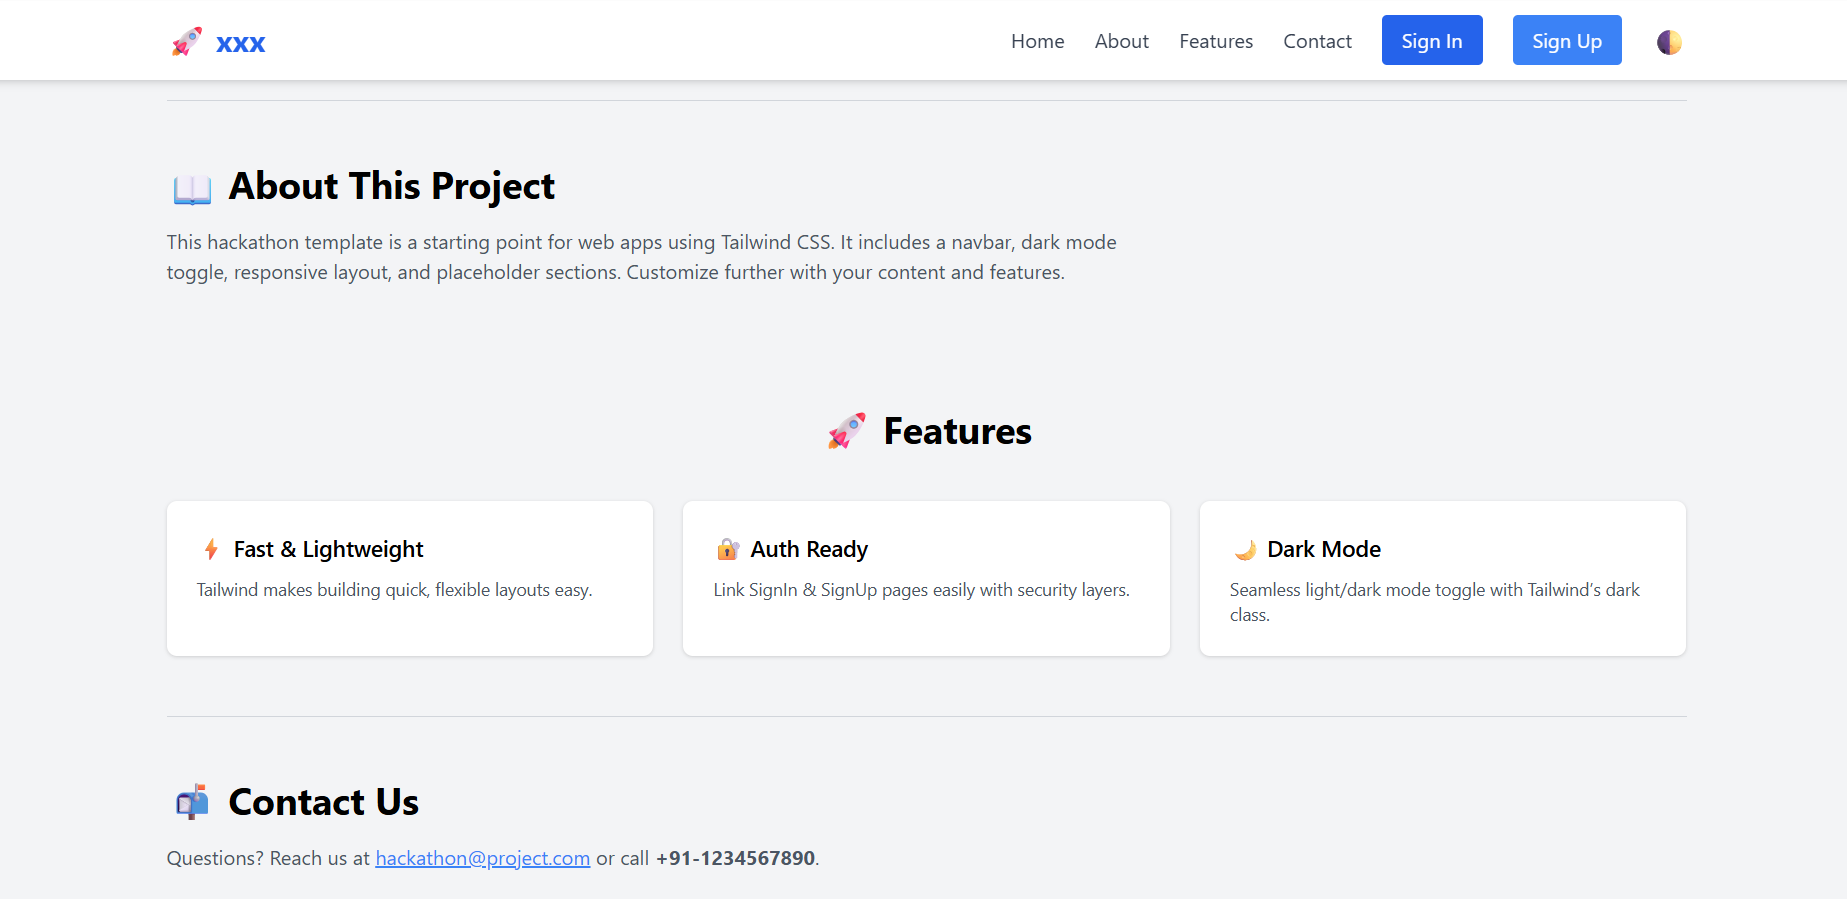 🚀 xxx
Home About Features Contact Sign In Sign Up
📖 About This Project
This hackathon template is a starting point for web apps using Tailwind CSS. It includes a navbar, dark mode
toggle, responsive layout, and placeholder sections. Customize further with your content and features.
🚀 Features
⚡ Fast & Lightweight
Tailwind makes building quick, flexible layouts easy.
🔐 Auth Ready
Link SignIn & SignUp pages easily with security layers.
🌙 Dark Mode
Seamless light/dark mode toggle with Tailwind’s dark
class.
📬 Contact Us
Questions? Reach us at hackathon@project.com or call +91-1234567890.